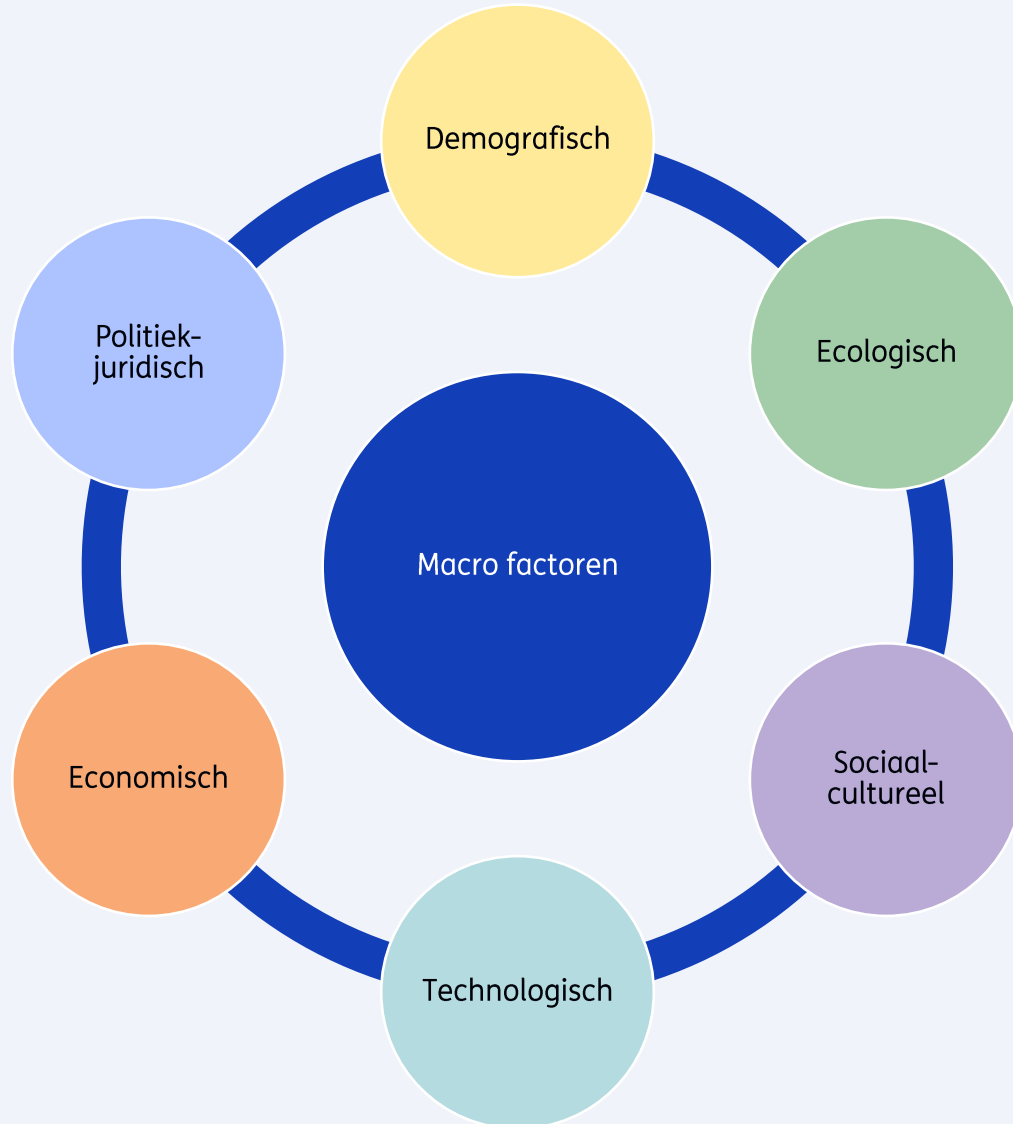 Demografisch
Politiek-
juridisch
Ecologisch
Macro factoren
Economisch
Sociaal-
cultureel
Technologisch